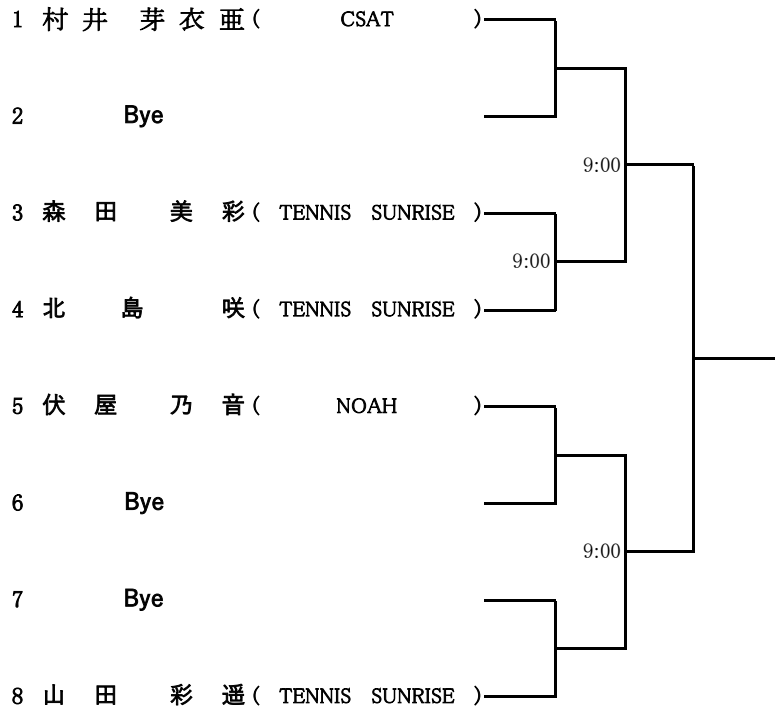 1 村井 芽衣亜( CSAT )
2 Bye
9:00
3 森田 美彩( TENNIS SUNRISE )
9:00
4 北島 咲( TENNIS SUNRISE )
5 伏屋 乃音( NOAH )
6 Bye
9:00
7 Bye
8 山田 彩遥( TENNIS SUNRISE )